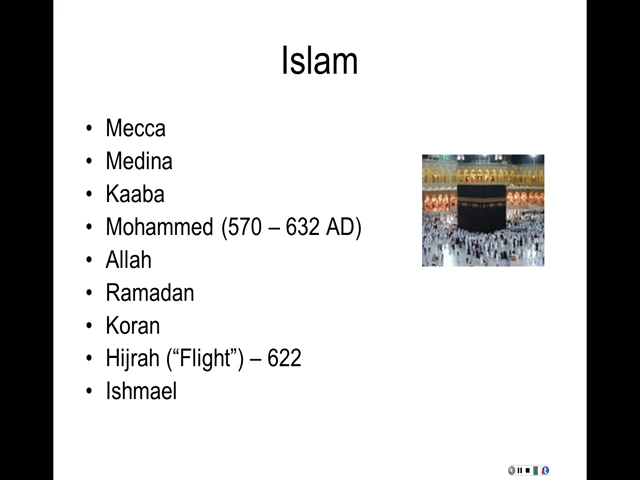 Islam
• Mecca
• Medina
• Kaaba
• Mohammed (570 – 632 AD)
• Allah
• Ramadan
• Koran
• Hijrah (“Flight”) – 622
• Ishmael